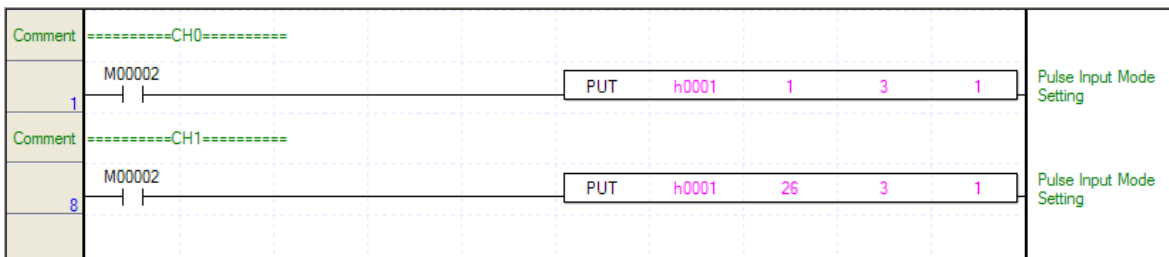 Comment ==========CH0==========
M00002
1 PUT h0001 1 3 1 Pulse Input Mode
Setting
Comment ==========CH1==========
M00002
8 PUT h0001 26 3 1 Pulse Input Mode
Setting